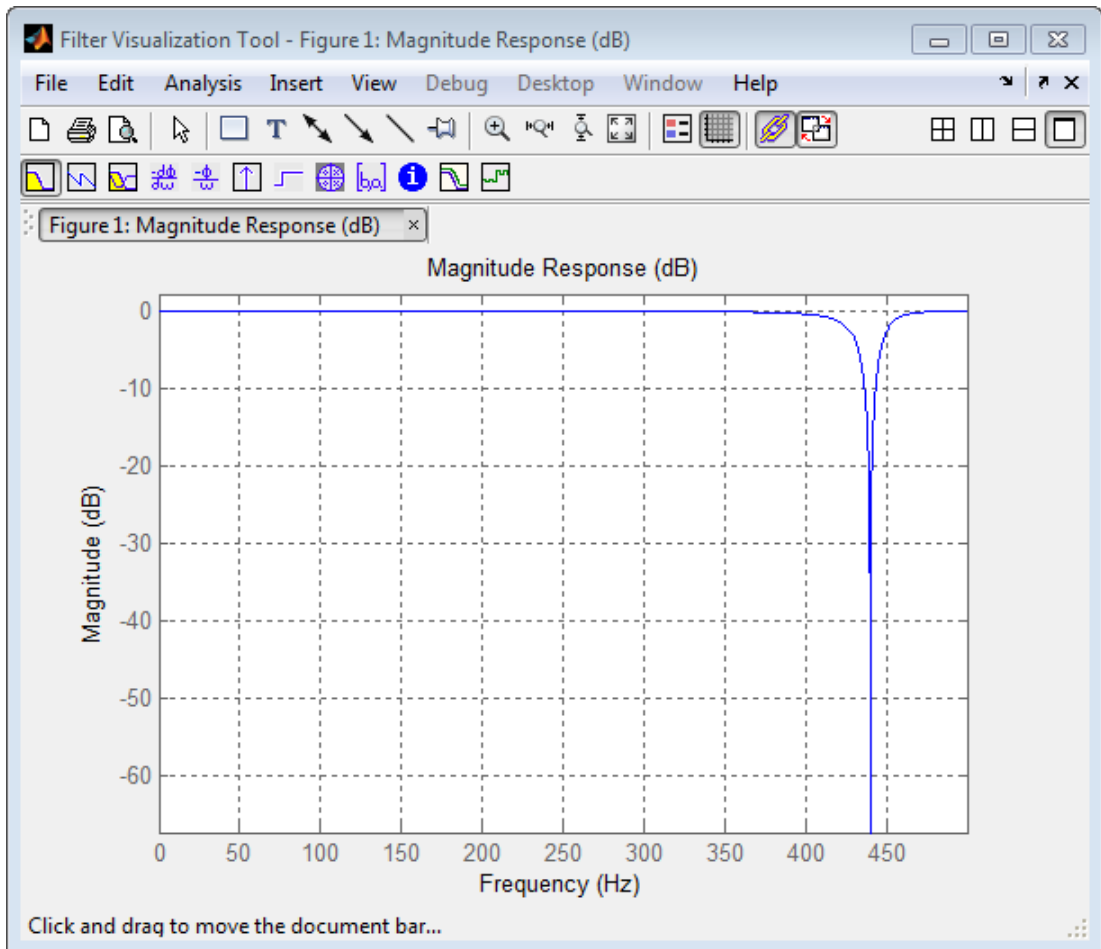 Filter Visualization Tool - Figure 1: Magnitude Response (dB)
File Edit Analysis Insert View Debug Desktop Window Help
Figure 1: Magnitude Response (dB)
Magnitude Response (dB)
0
-10
-20
-30
-40
-50
-60
Magnitude (dB)
0 50 100 150 200 250 300 350 400 450
Frequency (Hz)
Click and drag to move the document bar...